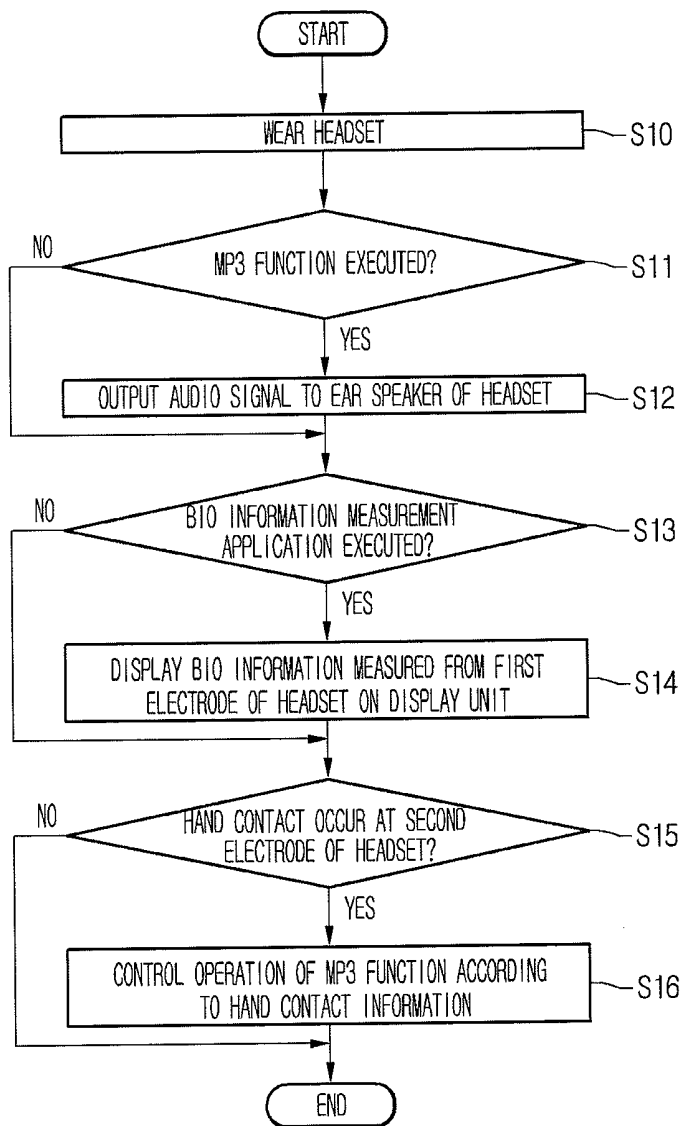 START
WEAR HEADSET
S10
NO
MP3 FUNCTION EXECUTED?
S11
YES
OUTPUT AUDIO SIGNAL TO EAR SPEAKER OF HEADSET
S12
NO
BIO INFORMATION MEASUREMENT
APPLICATION EXECUTED?
S13
YES
DISPLAY BIO INFORMATION MEASURED FROM FIRST
ELECTRODE OF HEADSET ON DISPLAY UNIT
S14
NO
HAND CONTACT OCCUR AT SECOND
ELECTRODE OF HEADSET?
S15
YES
CONTROL OPERATION OF MP3 FUNCTION ACCORDING
TO HAND CONTACT INFORMATION
S16
END